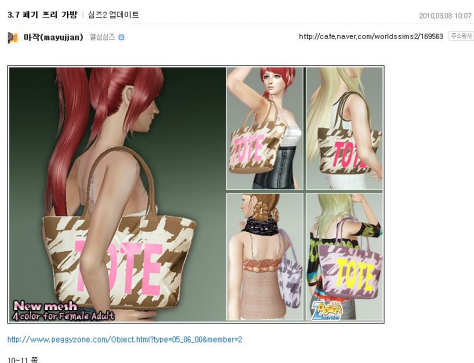 3.7 페기 프리 가방 | 심즈2 업데이트
2010.03.08 10:07
마작(mayujjan) 열심심즈
http://cafe.naver.com/worldssims2/169563 주소복사
TOTE
TOTE
TOTE
TOTE
New mesh
4 color for Female Adult
http://www.peggyzone.com/Object.html?type=05_06_00&member=2